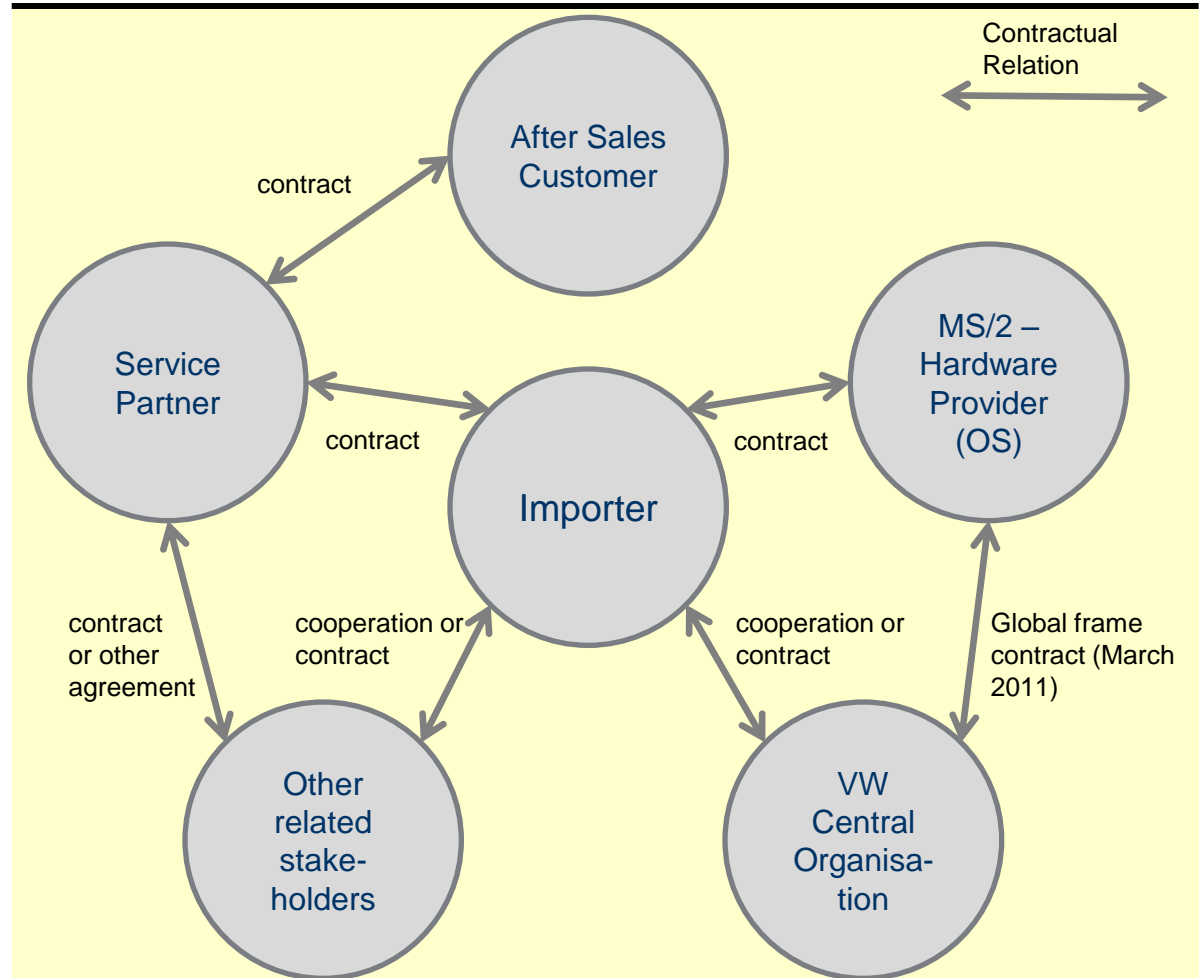 Contractual
Relation
After Sales
Customer
contract
Service
Partner
MS/2 –
Hardware
Provider
(OS)
contract
contract
Importer
contract
or other
agreement
cooperation or
contract
cooperation or
contract
Global frame
contract (March
2011)
Other
related
stake-
holders
VW
Central
Organisa-
tion